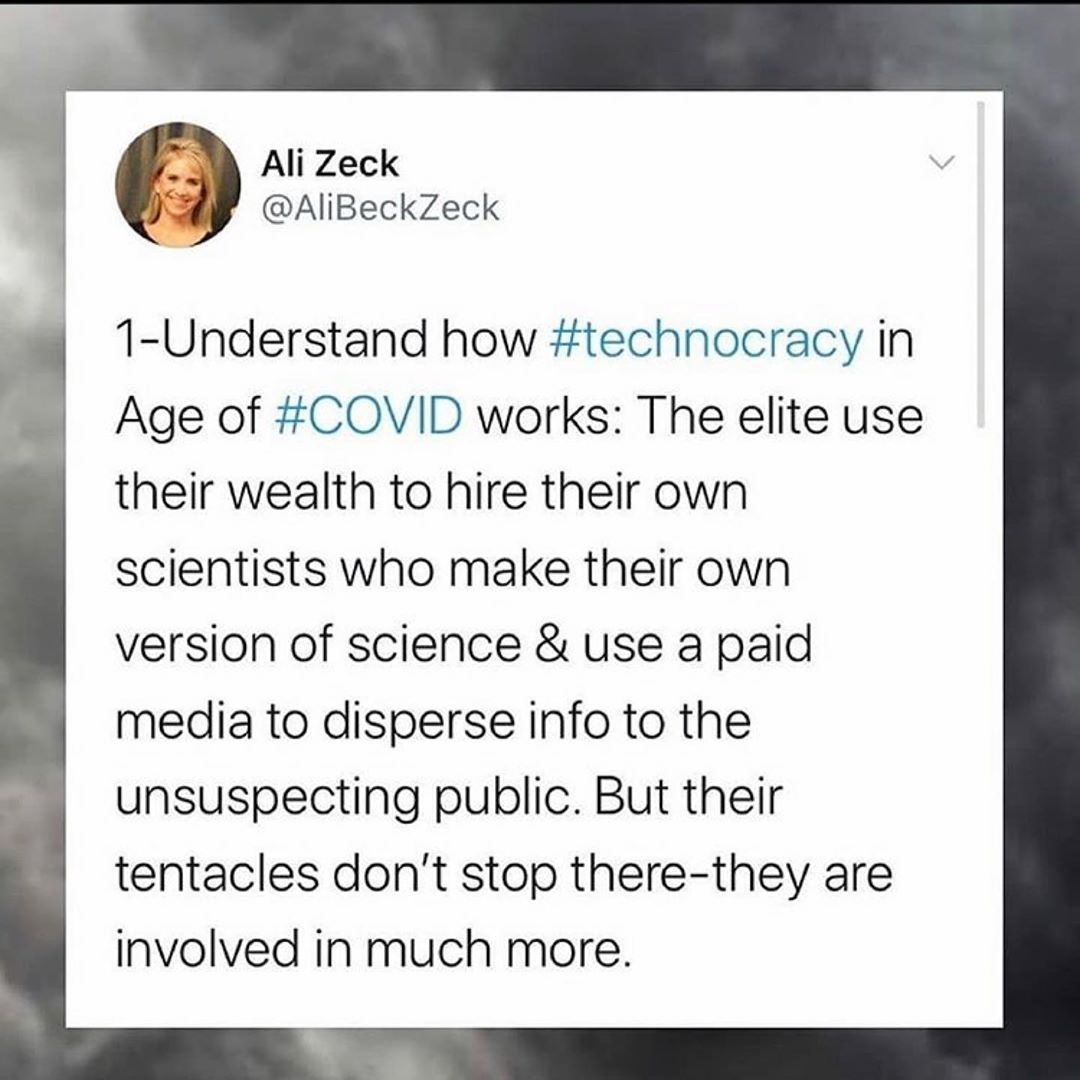 Ali Zeck
@AliBeckZeck
1-Understand how #technocracy in
Age of #COVID works: The elite use
their wealth to hire their own
scientists who make their own
version of science & use a paid
media to disperse info to the
unsuspecting public. But their
tentacles don't stop there-they are
involved in much more.